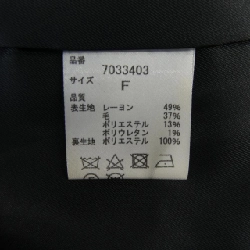 品番
7033403
サイズ
F
品質
表生地 レーヨン 49%
毛 37%
ポリエステル 13%
ポリウレタン 1%
裏生地 ポリエステル 100%